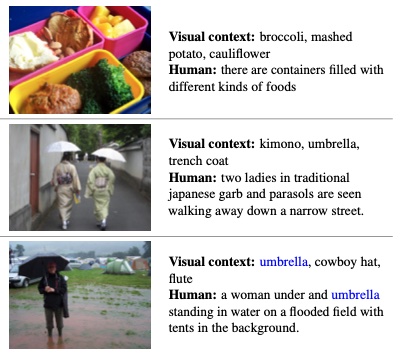 Visual context: broccoli, mashed
potato, cauliflower
Human: there are containers filled with
different kinds of foods
Visual context: kimono, umbrella,
trench coat
Human: two ladies in traditional
japanese garb and parasols are seen
walking away down a narrow street.
Visual context: umbrella, cowboy hat,
flute
Human: a woman under and umbrella
standing in water on a flooded field with
tents in the background.